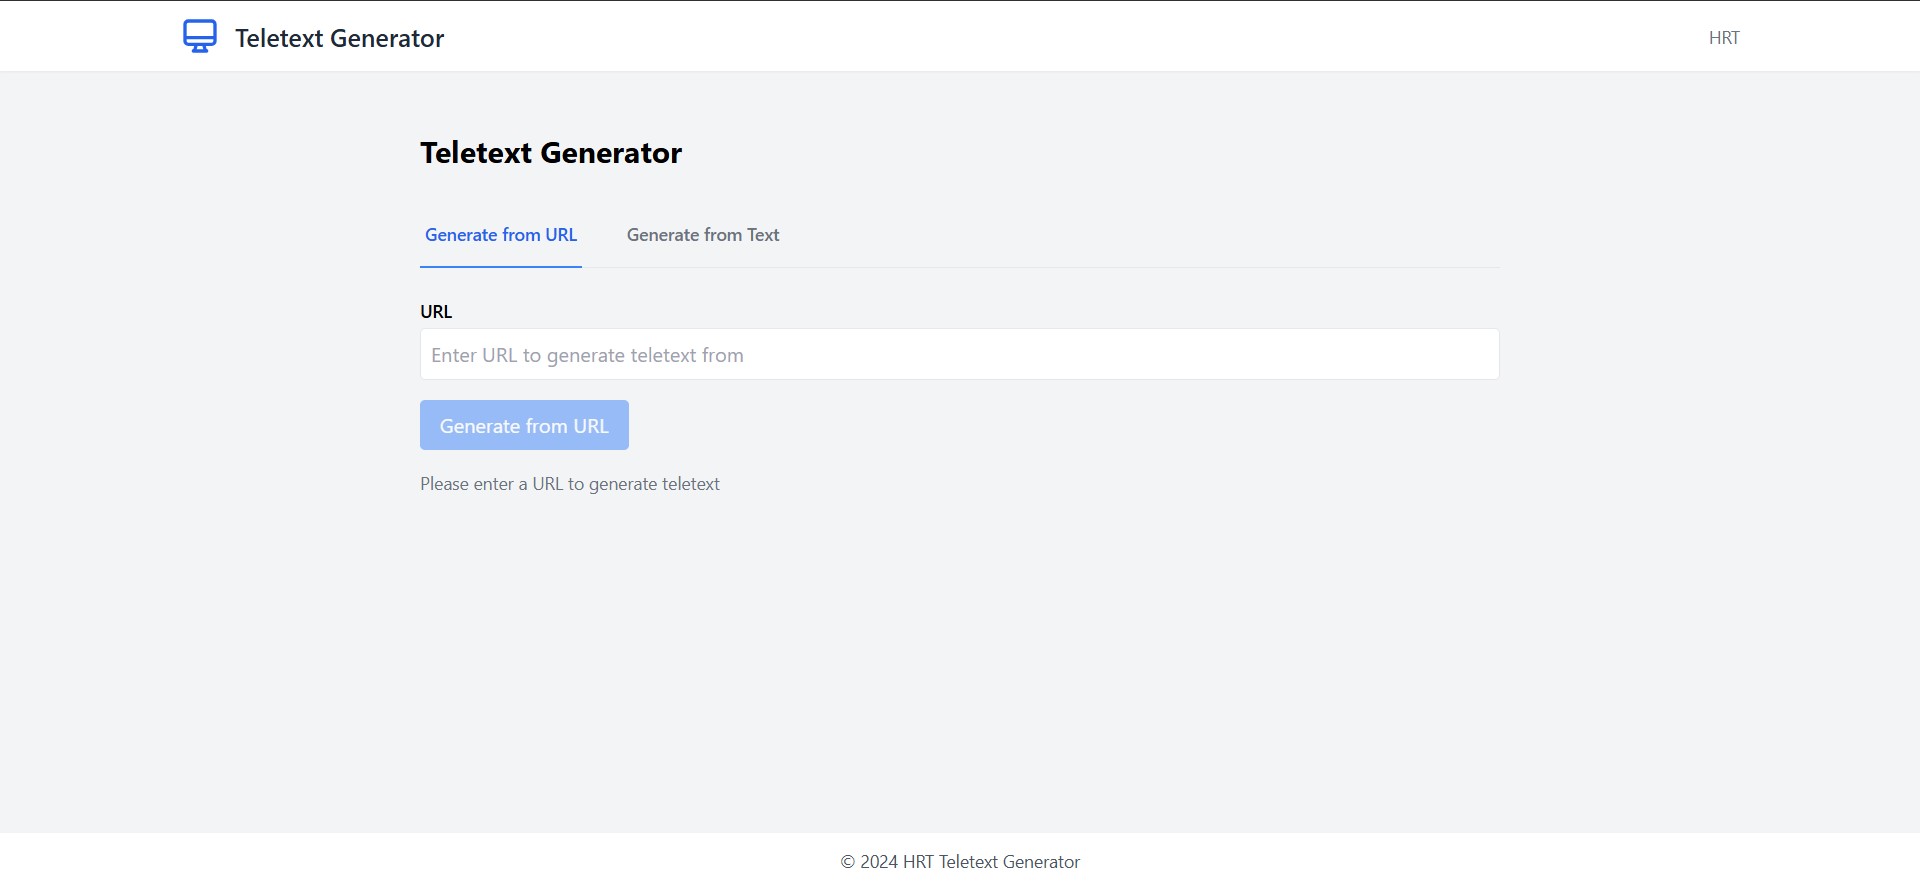 Teletext Generator
HRT
Teletext Generator
Generate from URL
Generate from Text
URL
Enter URL to generate teletext from
Generate from URL
Please enter a URL to generate teletext
© 2024 HRT Teletext Generator